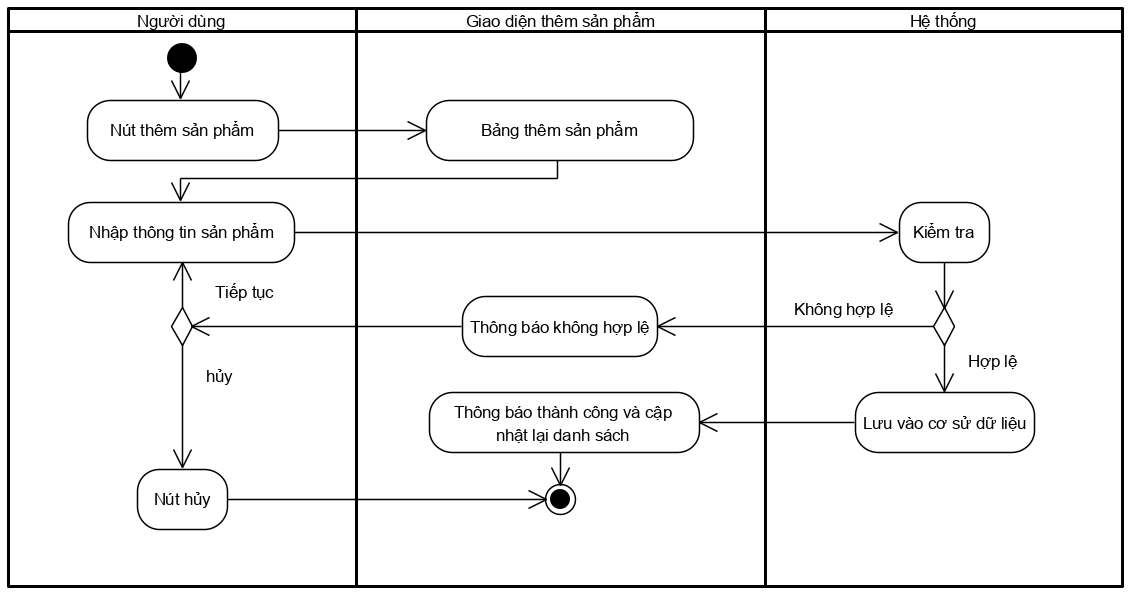 Người dùng
Giao diện thêm sản phẩm
Hệ thống
Nút thêm sản phẩm
Bảng thêm sản phẩm
Nhập thông tin sản phẩm
Kiểm tra
Tiếp tục
Thông báo không hợp lệ
Không hợp lệ
hủy
Hợp lệ
Thông báo thành công và cập
nhật lại danh sách
Lưu vào cơ sử dữ liệu
Nút hủy